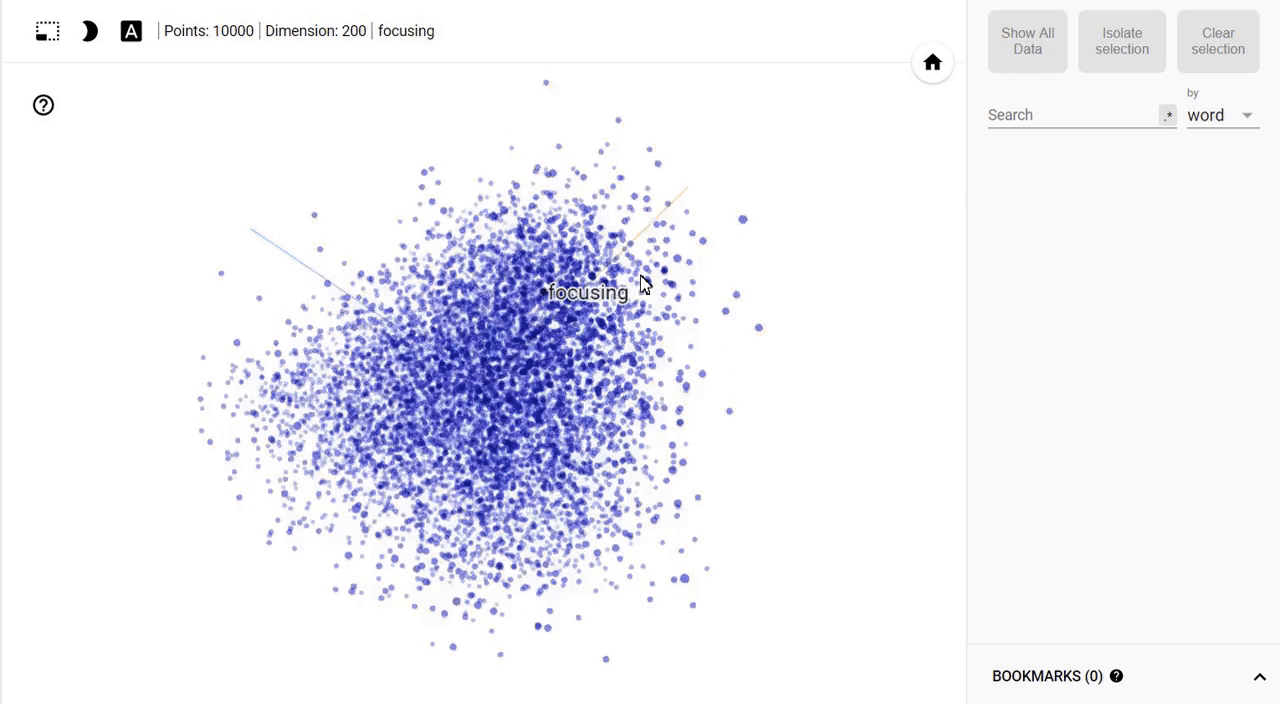 A
Points: 10000 | Dimension: 200 | focusing
Show All Data
Isolate selection
Clear selection
by
Search
.*
word
?
focusing
BOOKMARKS (0) ?